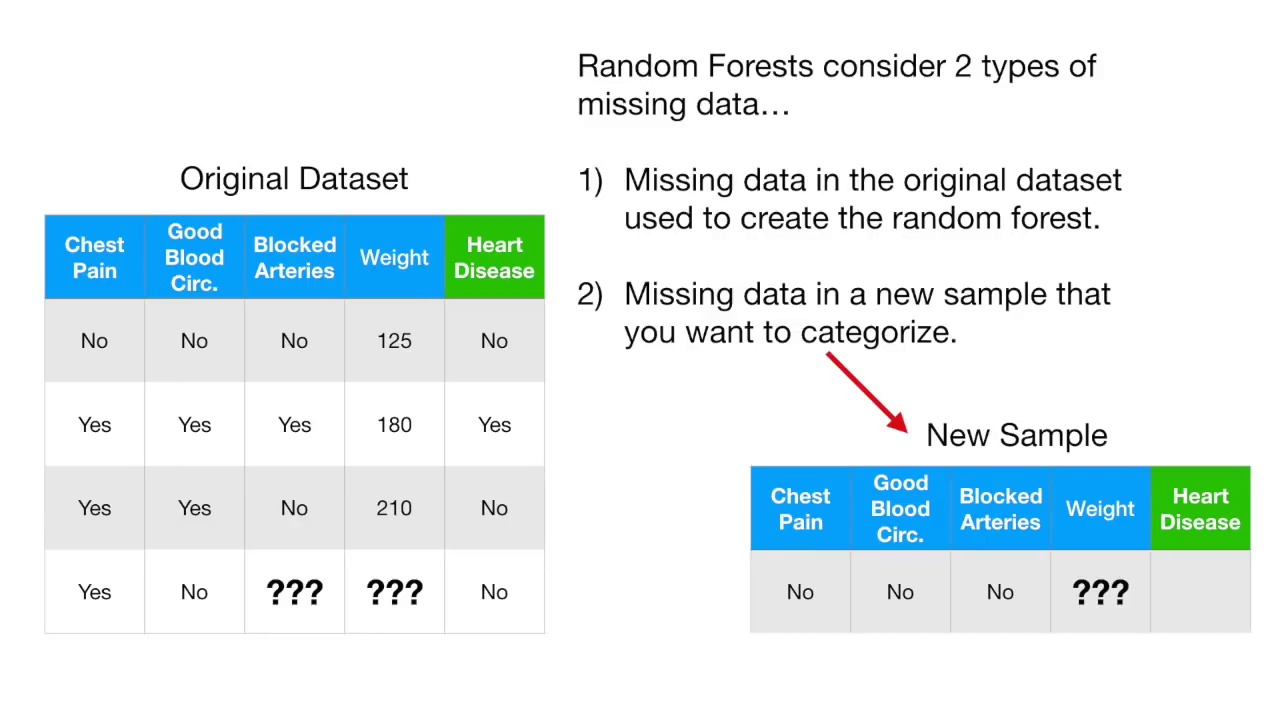 Random Forests consider 2 types of
missing data…
1) Missing data in the original dataset
used to create the random forest.
2) Missing data in a new sample that
you want to categorize.
Original Dataset
Chest Pain Good Blood Circ. Blocked Arteries Weight Heart Disease
No No No 125 No
Yes Yes Yes 180 Yes
Yes Yes No 210 No
Yes No ??? ??? No
New Sample
Chest Pain Good Blood Circ. Blocked Arteries Weight Heart Disease
No No No ???